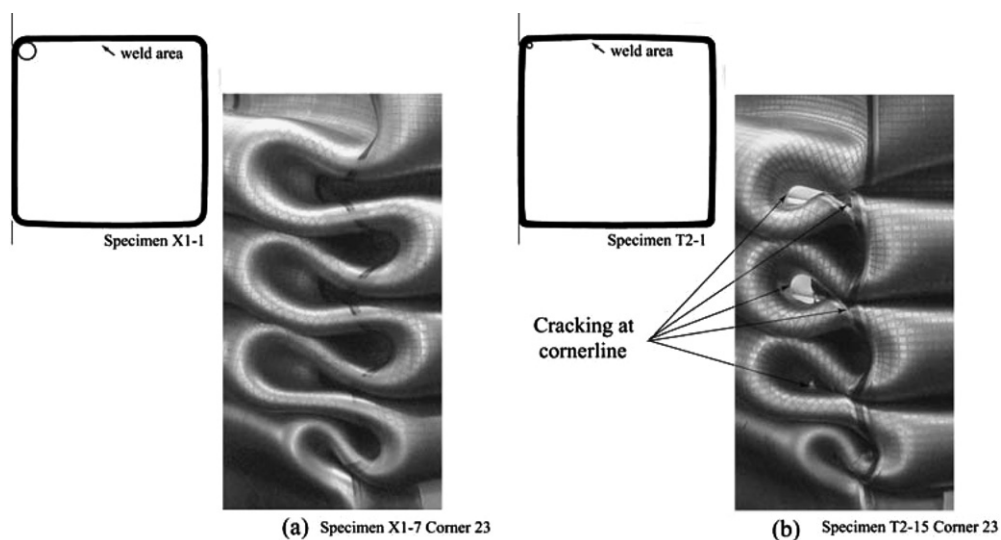 weld area
Specimen X1-1
weld area
Specimen T2-1
Cracking at
cornerline
(a) Specimen X1-7 Corner 23
(b) Specimen T2-15 Corner 23